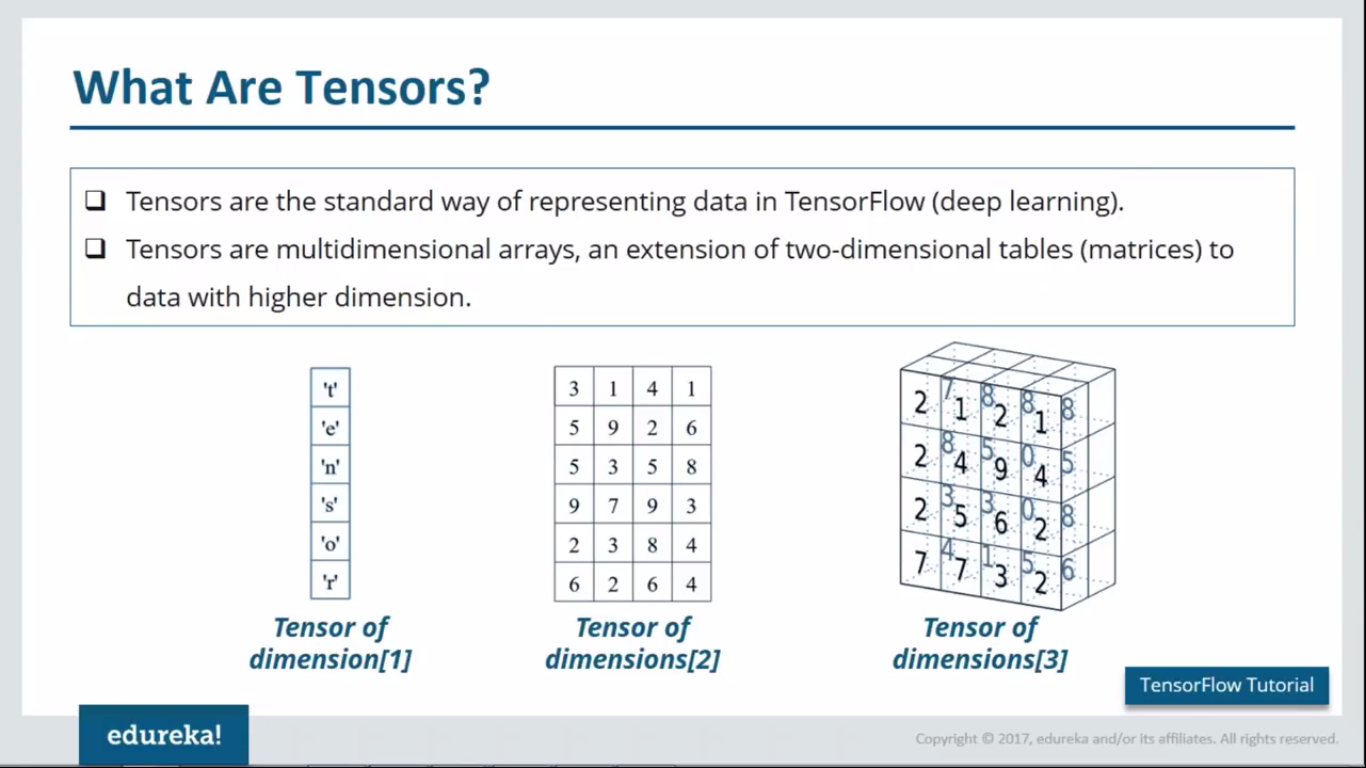 What Are Tensors?
Tensors are the standard way of representing data in TensorFlow (deep learning).
Tensors are multidimensional arrays, an extension of two-dimensional tables (matrices) to
data with higher dimension.
't'
'e'
'n'
's'
'o'
'r'
Tensor of
dimension[1]
3 1 4 1
5 9 2 6
5 3 5 8
9 7 9 3
2 3 8 4
6 2 6 4
Tensor of
dimensions[2]
2 7 1 8 2 8 1 8
2 8 4 5 9 0 4 5
2 3 5 3 6 0 2 8
7 4 7 1 3 5 2 6
Tensor of
dimensions[3]
TensorFlow Tutorial
edureka!
Copyright © 2017, edureka and/or its affiliates. All rights reserved.